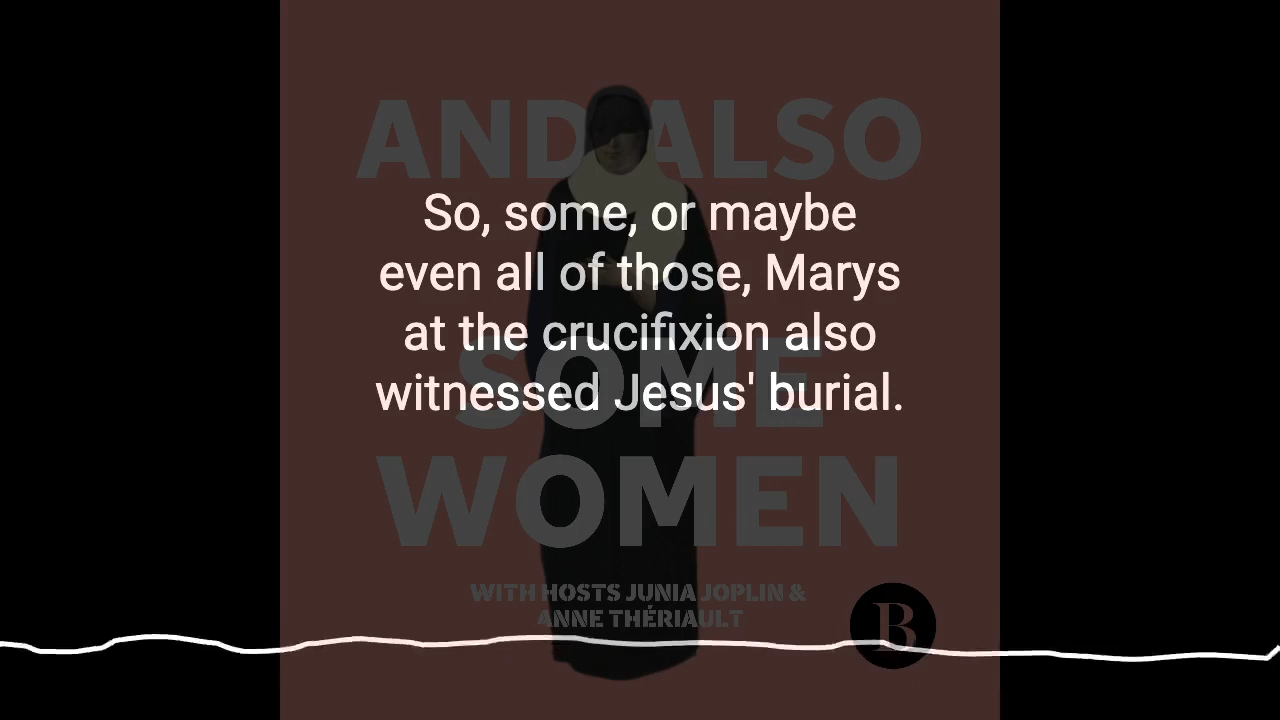 AND ALSO
So, some, or maybe
even all of those, Marys
at the crucifixion also
witnessed Jesus' burial.
SOME
WOMEN
WITH HOSTS JUNIA JOPLIN &
ANNE THÉRIAULT
B